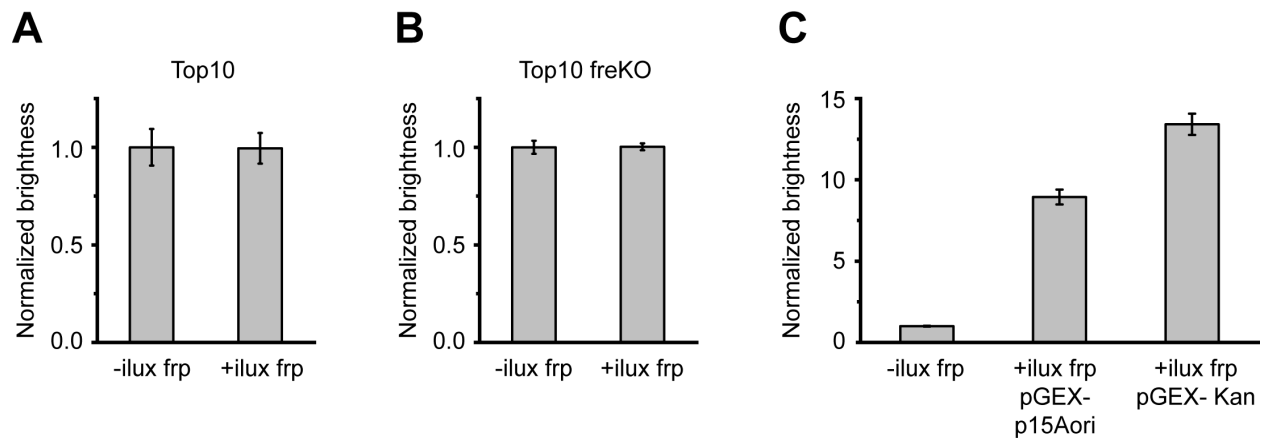 A
Top10
Normalized brightness
1.0
0.5
0.0
-ilux frp
+ilux frp
B
Top10 freKO
Normalized brightness
1.0
0.5
0.0
-ilux frp
+ilux frp
C
Normalized brightness
15
10
5
0
-ilux frp
+ilux frp
pGEX-
p15Aori
+ilux frp
pGEX- Kan